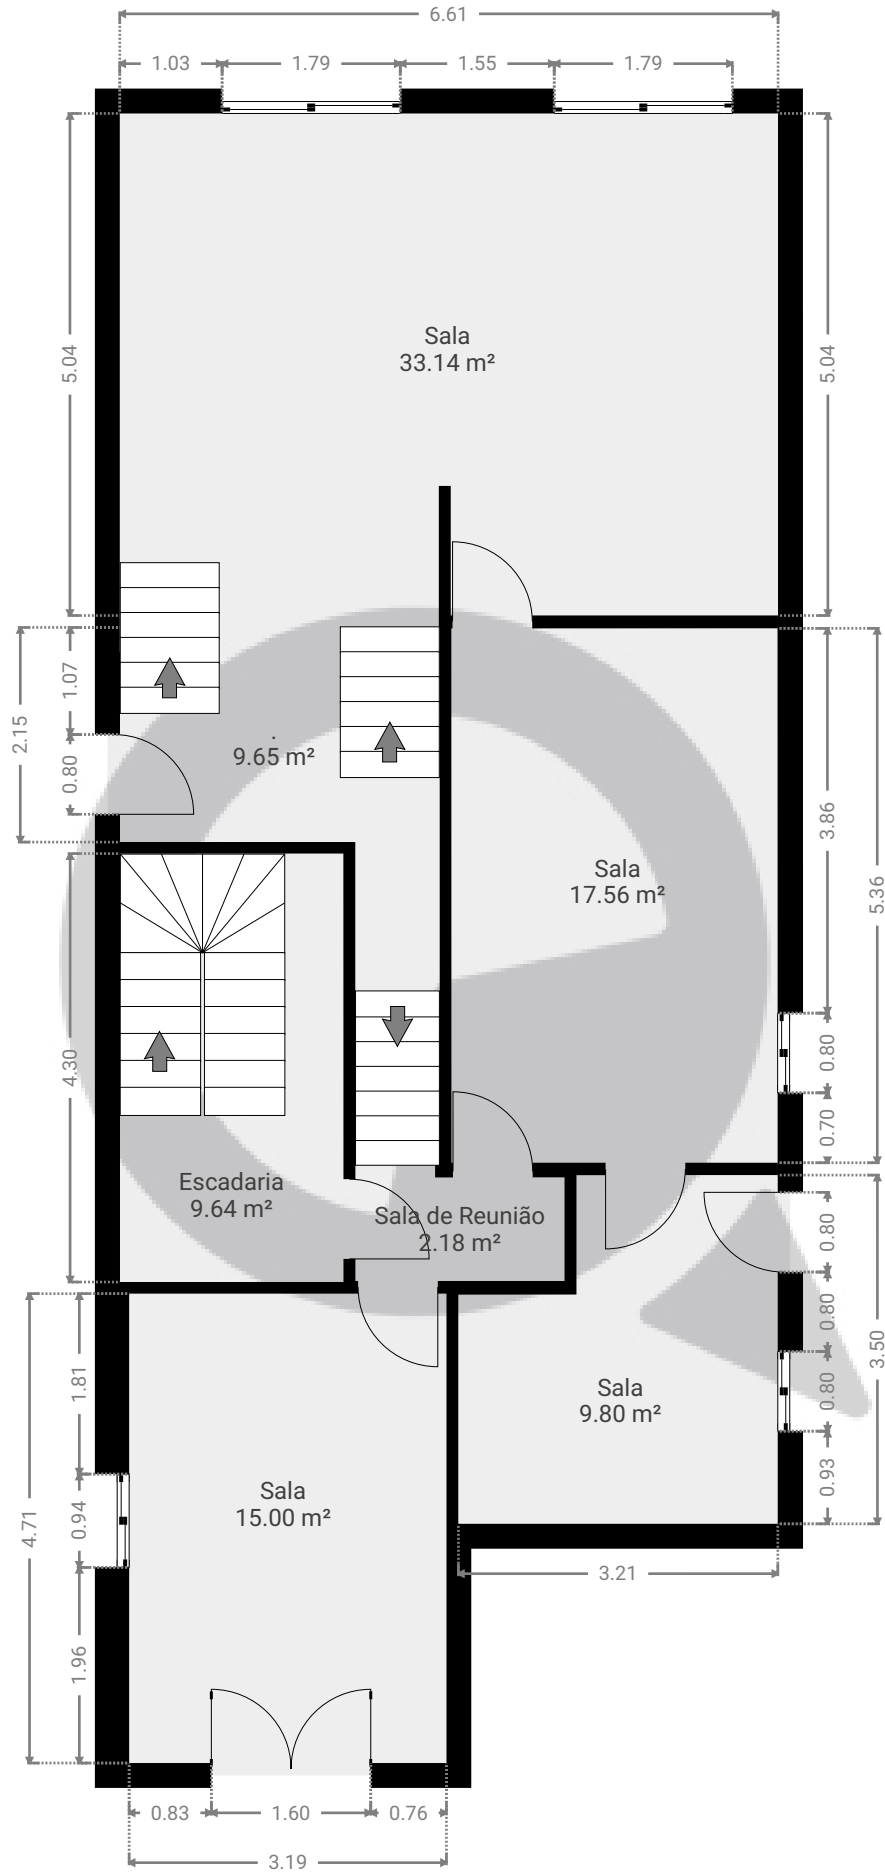 6.61
1.03
1.79
1.55
1.79
5.04
5.04
Sala
33.14 m²
1.07
2.15
0.80
.
9.65 m²
3.86
5.36
Sala
17.56 m²
4.30
0.80
0.70
Escadaria
9.64 m²
Sala de Reunião
2.18 m²
0.80
0.80
3.50
0.80
0.93
Sala
9.80 m²
1.81
4.71
0.94
1.96
Sala
15.00 m²
3.21
0.83
1.60
0.76
3.19